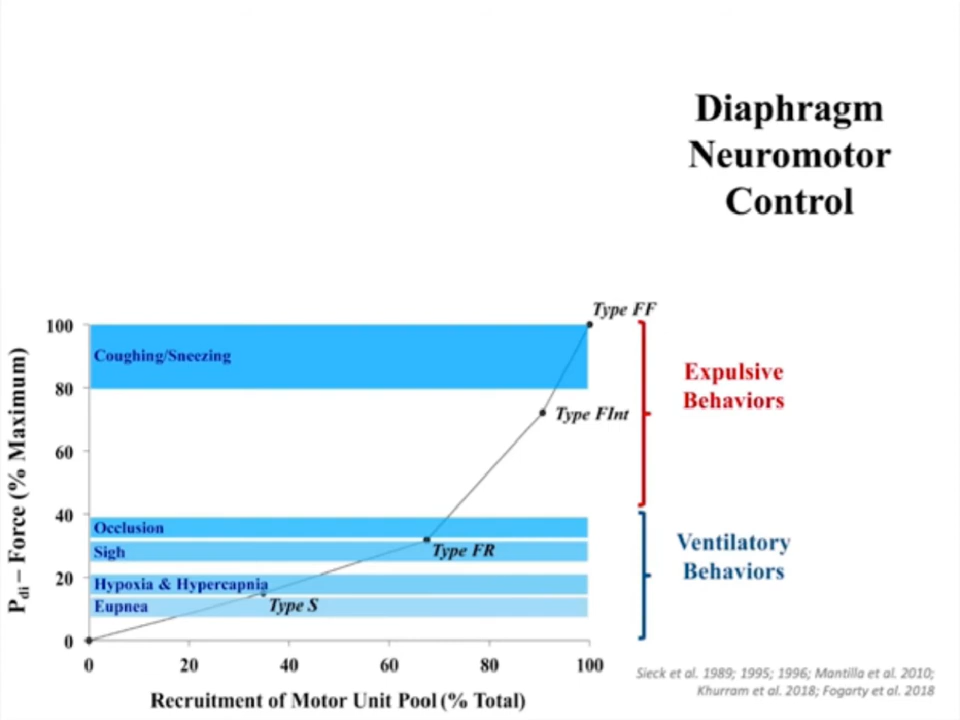 Diaphragm
Neuromotor
Control
Type FF
100
Coughing/Sneezing
Expulsive
Behaviors
80
Type FInt
60
40
Occlusion
Sigh
Type FR
Ventilatory
Behaviors
20
Hypoxia & Hypercapnia
Eupnea
Type S
0
Pdi – Force (% Maximum)
0 20 40 60 80 100
Recruitment of Motor Unit Pool (% Total)
Sieck et al. 1989; 1995; 1996; Mantilla et al. 2010;
Khurram et al. 2018; Fogarty et al. 2018